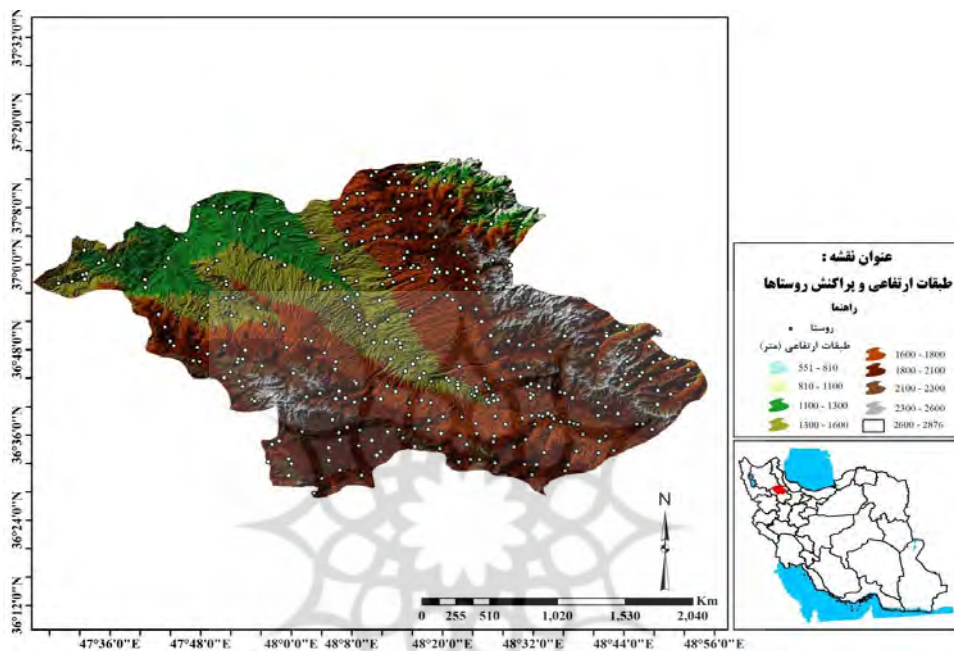 37°32'0"N
37°20'0"N
37°8'0"N
37°0'0"N
36°48'0"N
36°36'0"N
36°24'0"N
36°12'0"N
47°36'0"E 47°48'0"E 48°0'0"E 48°8'0"E 48°20'0"E 48°32'0"E 48°44'0"E 48°56'0"E
N
Km
0 255 510 1,020 1,530 2,040
عنوان نقشه :
طبقات ارتفاعی و پراکنش روستاها
راهنما
روستا
طبقات ارتفاعی (متر)
551 - 810
810 - 1100
1100 - 1300
1300 - 1600
1600 - 1800
1800 - 2100
2100 - 2300
2300 - 2600
2600 - 2876